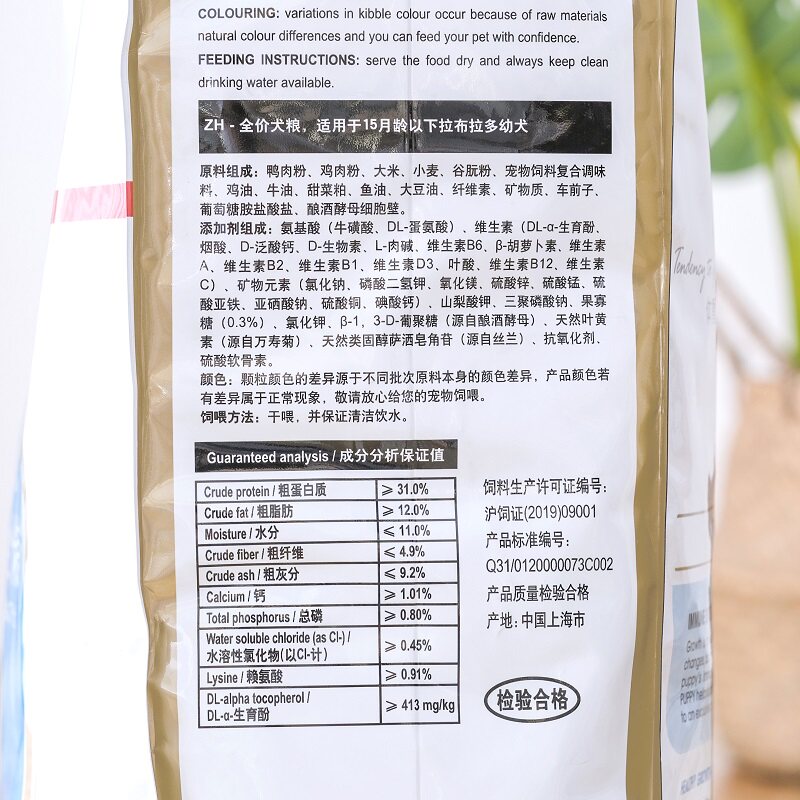 COLOURING: variations in kibble colour occur because of raw materials
natural colour differences and you can feed your pet with confidence.
FEEDING INSTRUCTIONS: serve the food dry and always keep clean
drinking water available.
ZH - 全价犬粮，适用于15月龄以下拉布拉多幼犬
原料组成：鸭肉粉、鸡肉粉、大米、小麦、谷朊粉、宠物饲料复合调味
料、鸡油、牛油、甜菜粕、鱼油、大豆油、纤维素、矿物质、车前子、
葡萄糖胺盐酸盐、酿酒酵母细胞壁。
添加剂组成：氨基酸（牛磺酸、DL-蛋氨酸）、维生素（DL-α-生育酚、
烟酸、D-泛酸钙、D-生物素、L-肉碱、维生素B6、β-胡萝卜素、维生素
A、维生素B2、维生素B1、维生素D3、叶酸、维生素B12、维生素
C）、矿物元素（氯化钠、磷酸二氢钾、氧化镁、硫酸锌、硫酸锰、硫
酸亚铁、亚硒酸钠、硫酸铜、碘酸钙）、山梨酸钾、三聚磷酸钠、果寡
糖（0.3%）、氯化钾、β-1，3-D-葡聚糖（源自酿酒酵母）、天然叶黄
素（源自万寿菊）、天然类固醇萨洒皂角苷（源自丝兰）、抗氧化剂、
硫酸软骨素。
颜色：颗粒颜色的差异源于不同批次原料本身的颜色差异，产品颜色若
有差异属于正常现象，敬请放心给您的宠物饲喂。
饲喂方法：干喂，并保证清洁饮水。
Guaranteed analysis / 成分分析保证值
Crude protein / 粗蛋白质 ⩾ 31.0%
Crude fat / 粗脂肪 ⩾ 12.0%
Moisture / 水分 ⩽ 11.0%
Crude fiber / 粗纤维 ⩽ 4.9%
Crude ash / 粗灰分 ⩽ 9.2%
Calcium / 钙 ⩾ 1.01%
Total phosphorus / 总磷 ⩾ 0.80%
Water soluble chloride (as Cl-) /
水溶性氯化物(以Cl-计) ⩾ 0.45%
Lysine / 赖氨酸 ⩾ 0.91%
DL-alpha tocopherol /
DL-α-生育酚 ⩾ 413 mg/kg
饲料生产许可证编号：
沪饲证(2019)09001
产品标准编号：
Q31/0120000073C002
产品质量检验合格
产地：中国上海市
检验合格
Tendency
IMMUNE
Growth
changes
puppy's
PUPPY
HEALTHY